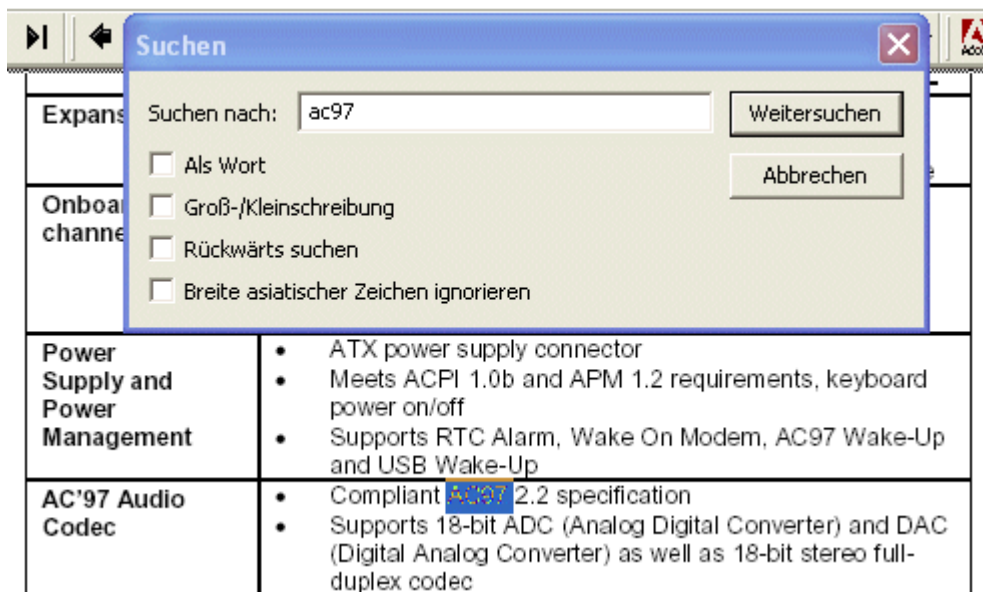 Suchen
Adob
Suchen nach: ac97 Weitersuchen
Als Wort Abbrechen
Groß-/Kleinschreibung
Rückwärts suchen
Breite asiatischer Zeichen ignorieren
Expans
Onboar
channe
Power
Supply and
Power
Management
• ATX power supply connector
• Meets ACPI 1.0b and APM 1.2 requirements, keyboard
power on/off
• Supports RTC Alarm, Wake On Modem, AC97 Wake-Up
and USB Wake-Up
AC'97 Audio
Codec
• Compliant AC97 2.2 specification
• Supports 18-bit ADC (Analog Digital Converter) and DAC
(Digital Analog Converter) as well as 18-bit stereo full-
duplex codec